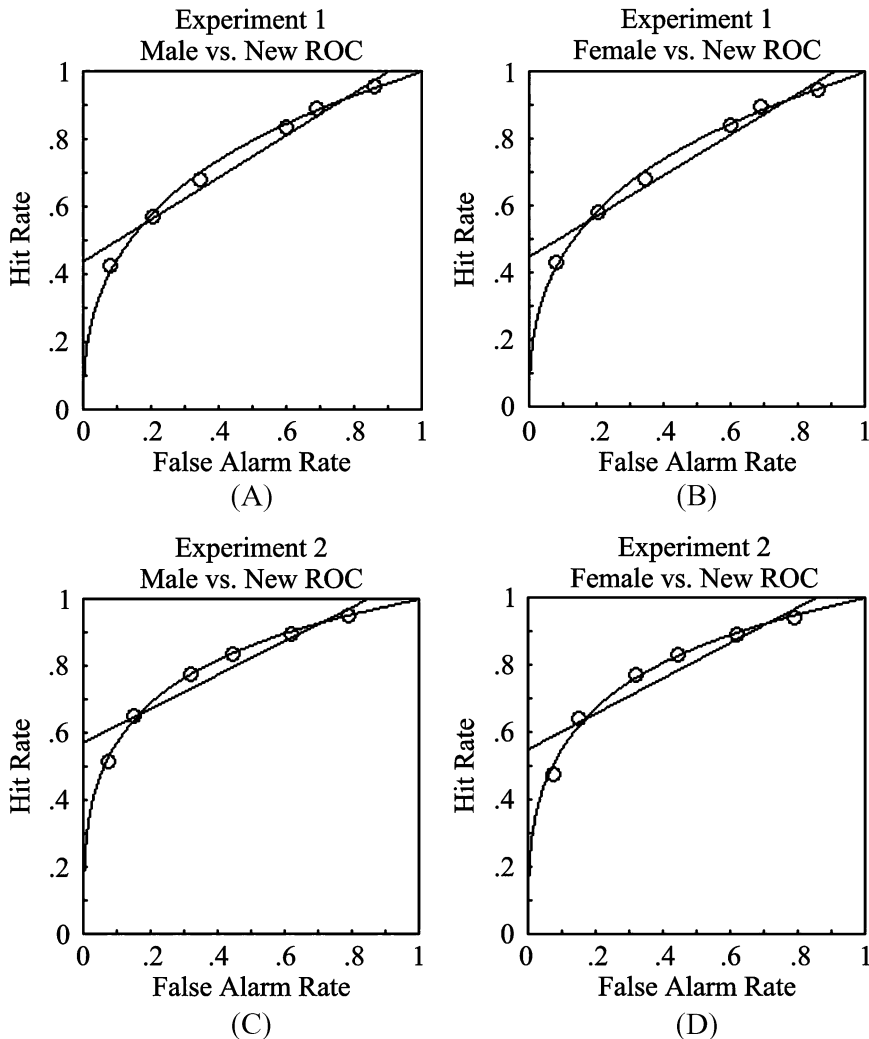 Experiment 1
Male vs. New ROC
1
.8
.6
.4
.2
0
Hit Rate
0 .2 .4 .6 .8 1
False Alarm Rate
(A)
Experiment 1
Female vs. New ROC
1
.8
.6
.4
.2
0
Hit Rate
0 .2 .4 .6 .8 1
False Alarm Rate
(B)
Experiment 2
Male vs. New ROC
1
.8
.6
.4
.2
0
Hit Rate
0 .2 .4 .6 .8 1
False Alarm Rate
(C)
Experiment 2
Female vs. New ROC
1
.8
.6
.4
.2
0
Hit Rate
0 .2 .4 .6 .8 1
False Alarm Rate
(D)